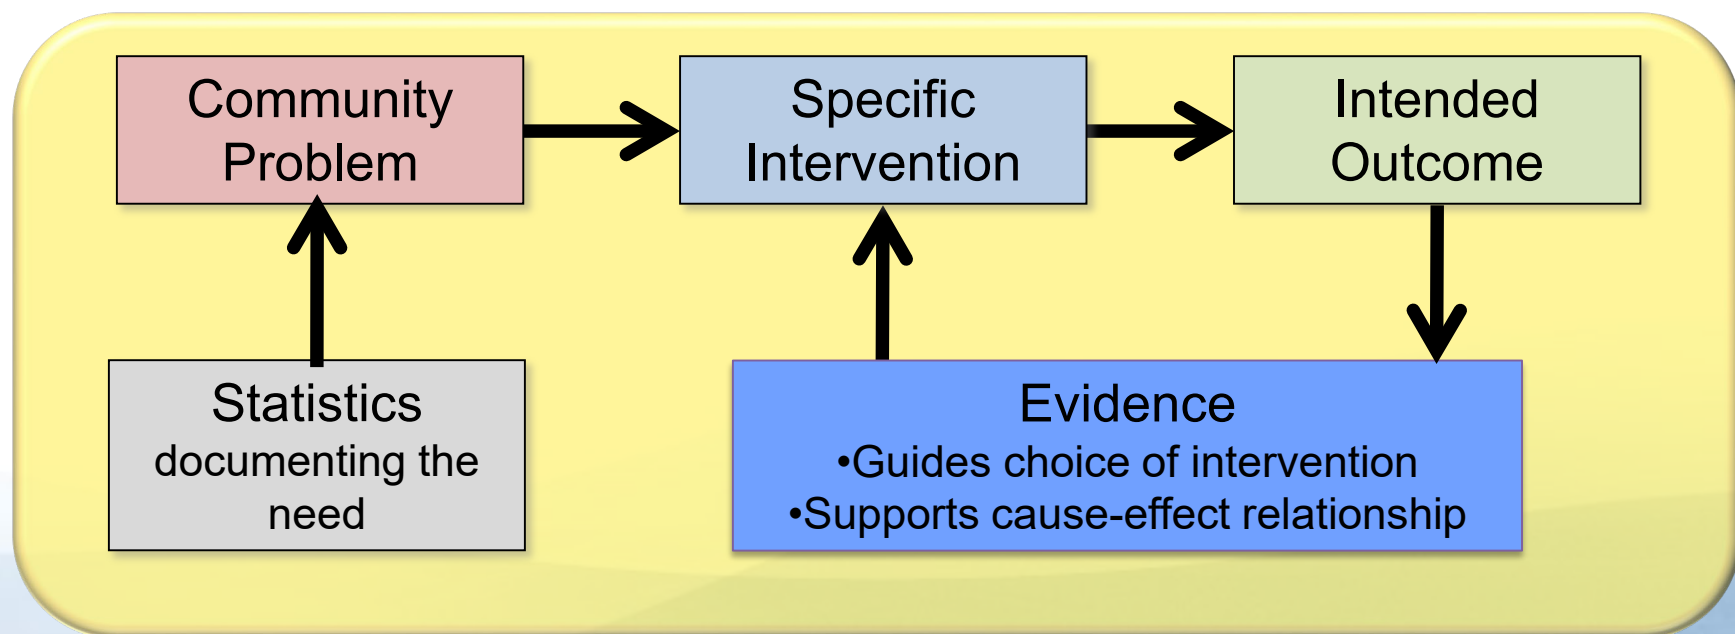 Community
Problem
Specific
Intervention
Intended
Outcome
Statistics
documenting the
need
Evidence
•Guides choice of intervention
•Supports cause-effect relationship